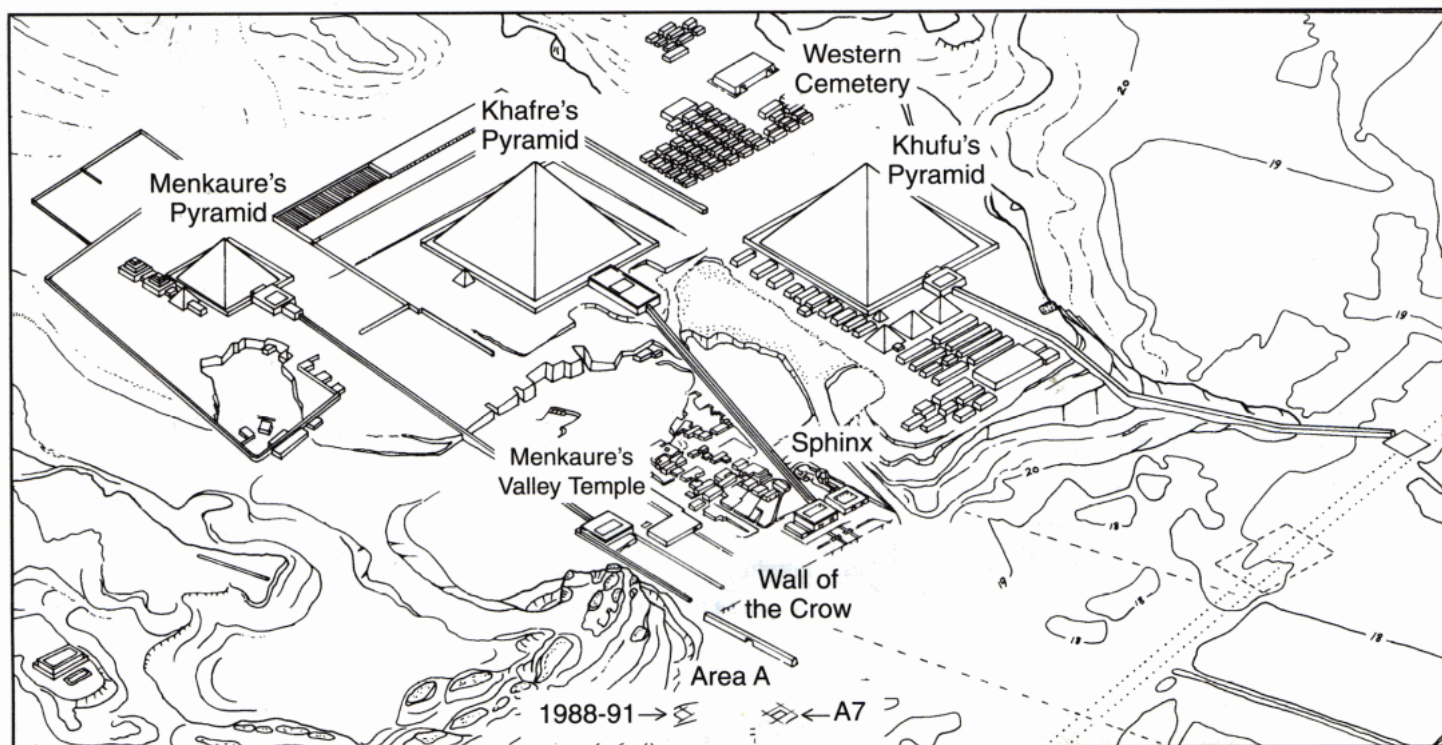 Western
Cemetery
Khafre's
Pyramid
Khufu's
Pyramid
Menkaure's
Pyramid
20
19
19
Sphinx
Menkaure's
Valley Temple
20
18
19
Wall of
the Crow
18
18
18
Area A
1988-91
A7